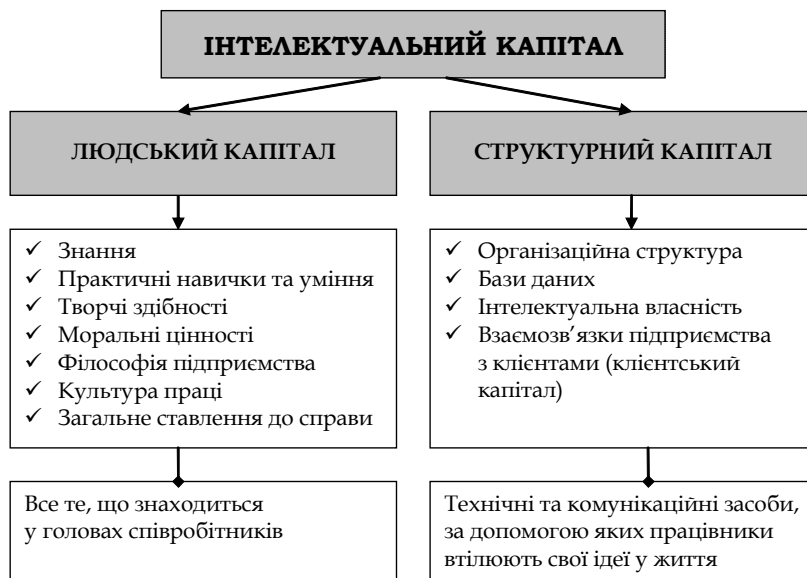 ІНТЕЛЕКТУАЛЬНИЙ КАПІТАЛ
ЛЮДСЬКИЙ КАПІТАЛ
✓ Знання
✓ Практичні навички та уміння
✓ Творчі здібності
✓ Моральні цінності
✓ Філософія підприємства
✓ Культура праці
✓ Загальне ставлення до справи
Все те, що знаходиться
у головах співробітників
СТРУКТУРНИЙ КАПІТАЛ
✓ Організаційна структура
✓ Бази даних
✓ Інтелектуальна власність
✓ Взаємозв’язки підприємства
з клієнтами (клієнтський
капітал)
Технічні та комунікаційні засоби,
за допомогою яких працівники
втілюють свої ідеї у життя